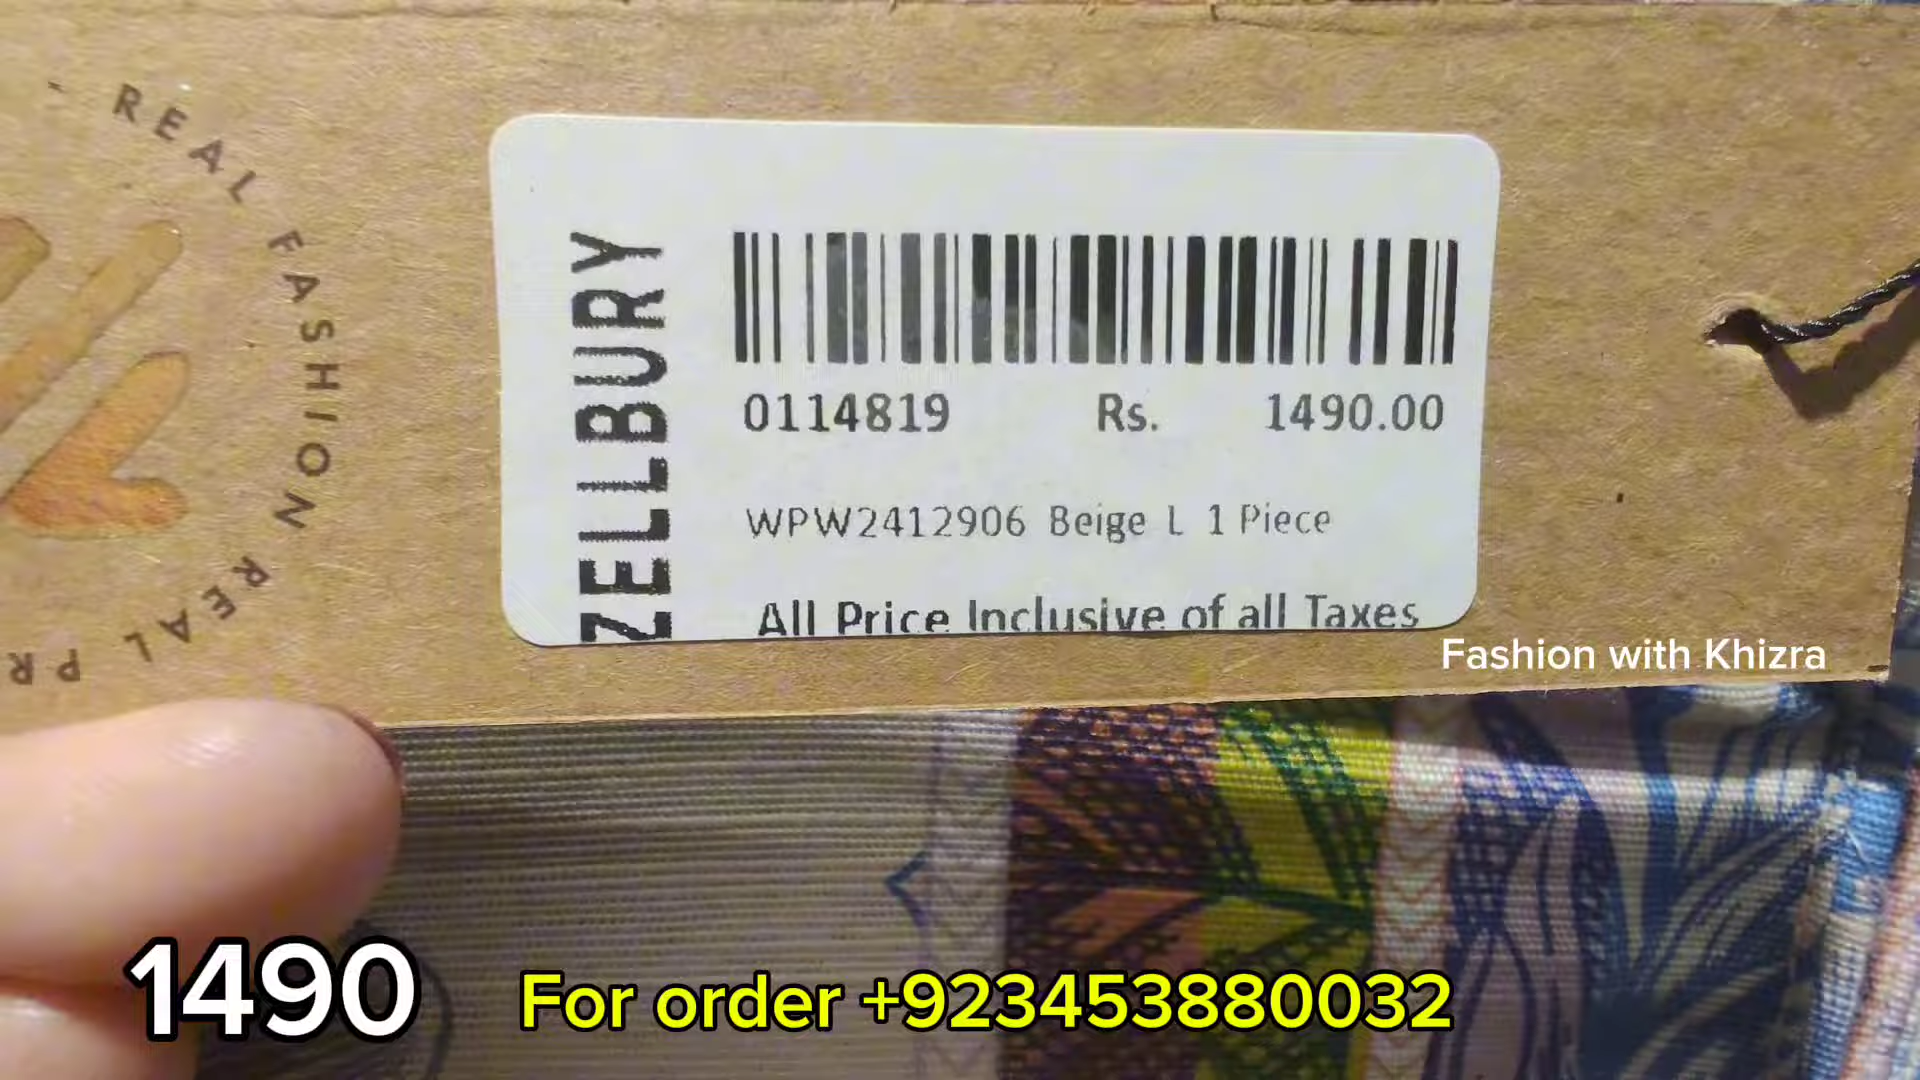 - REAL FASHION REAL PR
ZELLBURY
0114819 Rs. 1490.00
WPW2412906 Beige L 1 Piece
All Price Inclusive of all Taxes
Fashion with Khizra
1490
For order +923453880032